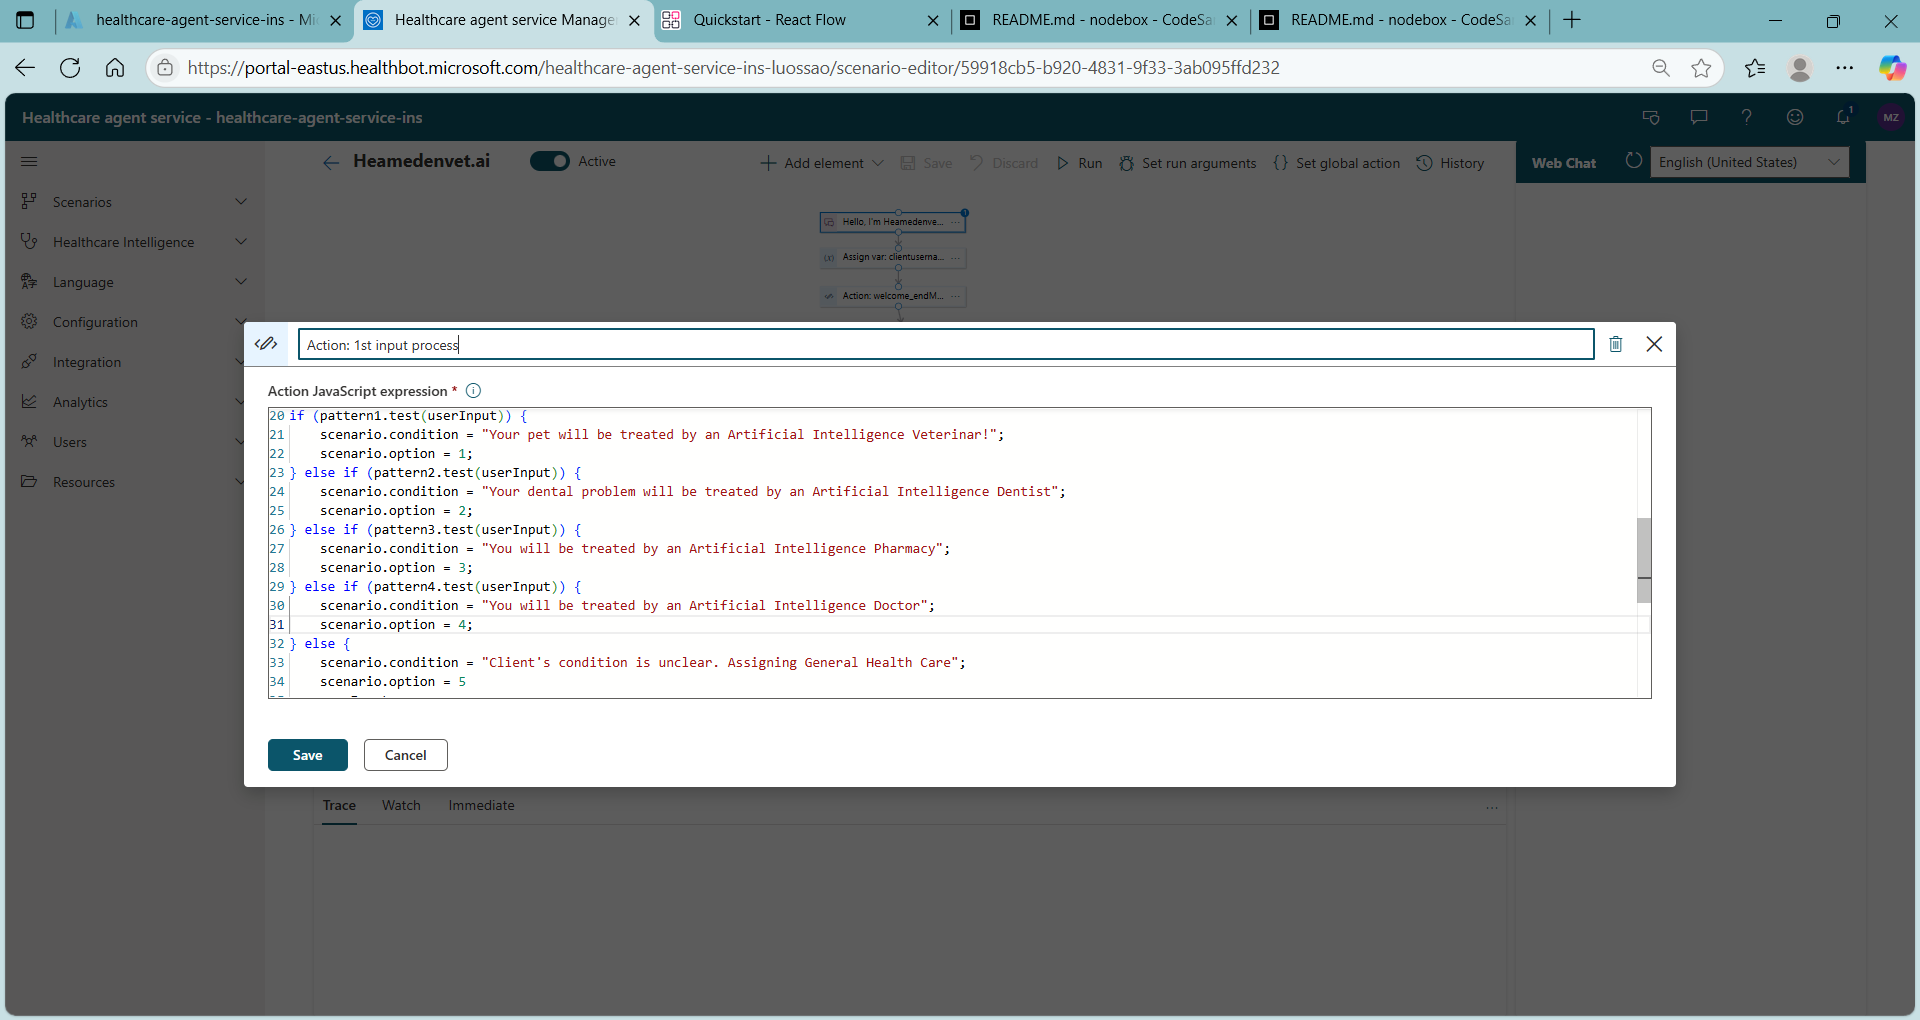 healthcare-agent-service-ins - Mi
Healthcare agent service Manage
Quickstart - React Flow
README.md - nodebox - CodeSa
README.md - nodebox - CodeSa
https://portal-eastus.healthbot.microsoft.com/healthcare-agent-service-ins-luossao/scenario-editor/59918cb5-b920-4831-9f33-3ab095ffd232
Healthcare agent service - healthcare-agent-service-ins
1
MZ
Heamedenvet.ai
Active
Add element
Save
Discard
Run
Set run arguments
{} Set global action
History
Web Chat
English (United States)
Scenarios
Healthcare Intelligence
Language
Configuration
Integration
Analytics
Users
Resources
Hello, I'm Heamedenve... ...
(x) Assign var: clientuserna... ...
Action: welcome_endM... ...
Action: 1st input process
Action JavaScript expression *
20 if (pattern1.test(userInput)) {
21 scenario.condition = "Your pet will be treated by an Artificial Intelligence Veterinar!";
22 scenario.option = 1;
23 } else if (pattern2.test(userInput)) {
24 scenario.condition = "Your dental problem will be treated by an Artificial Intelligence Dentist";
25 scenario.option = 2;
26 } else if (pattern3.test(userInput)) {
27 scenario.condition = "You will be treated by an Artificial Intelligence Pharmacy";
28 scenario.option = 3;
29 } else if (pattern4.test(userInput)) {
30 scenario.condition = "You will be treated by an Artificial Intelligence Doctor";
31 scenario.option = 4;
32 } else {
33 scenario.condition = "Client's condition is unclear. Assigning General Health Care";
34 scenario.option = 5
Save
Cancel
Trace
Watch
Immediate
...